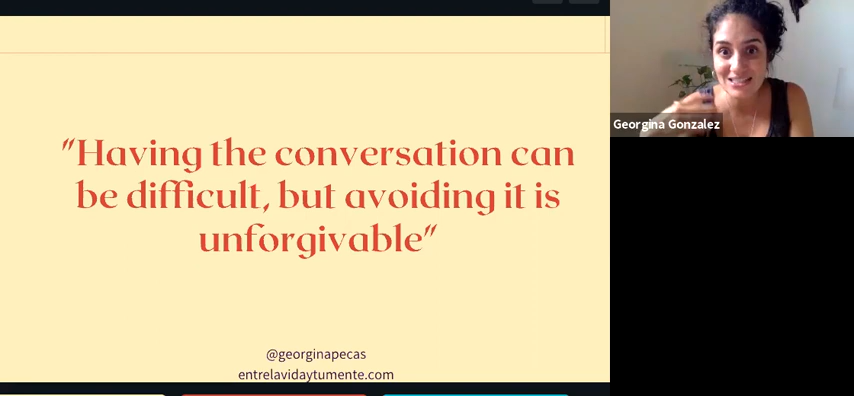 "Having the conversation can
be difficult, but avoiding it is
unforgivable"
@georginapecas
entrelavidaytumente.com
Georgina Gonzalez